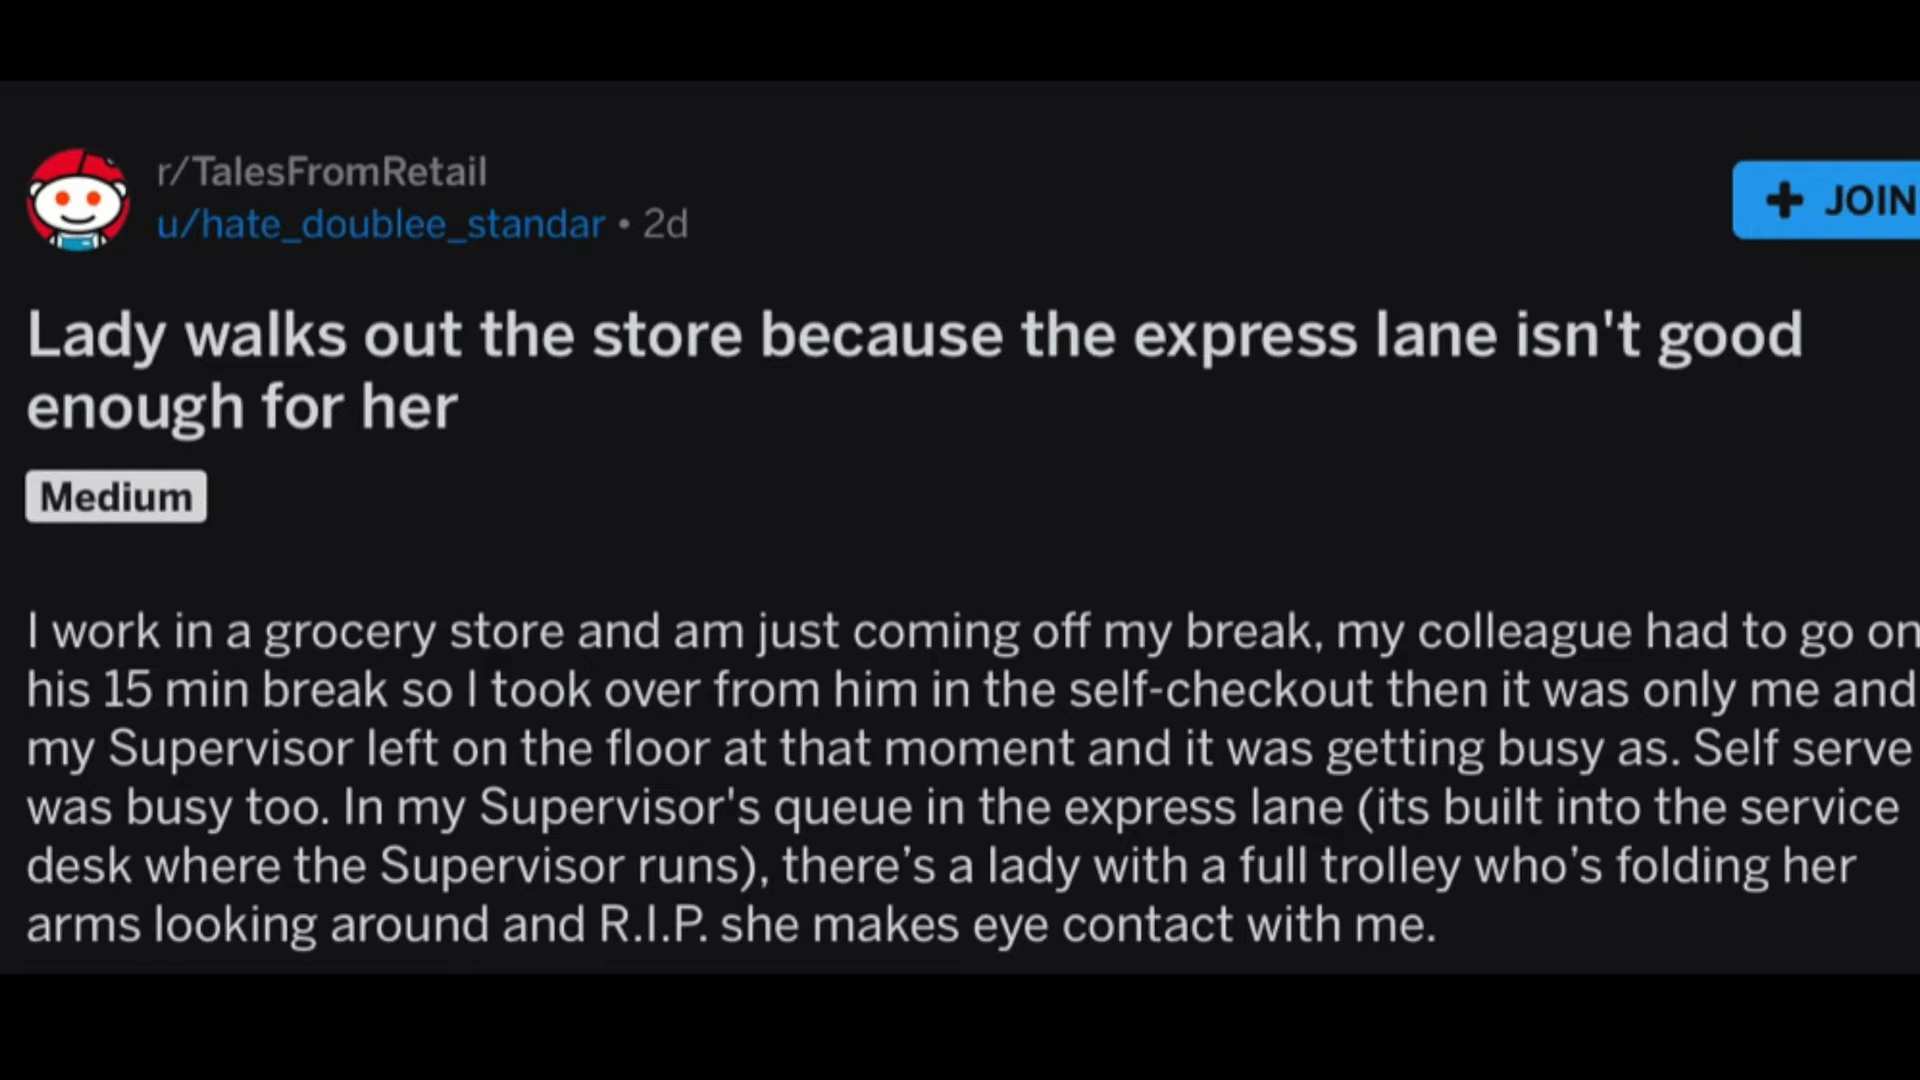 r/TalesFromRetail
u/hate_doublee_standar • 2d
+ JOIN
Lady walks out the store because the express lane isn't good
enough for her
Medium
I work in a grocery store and am just coming off my break, my colleague had to go on
his 15 min break so I took over from him in the self-checkout then it was only me and
my Supervisor left on the floor at that moment and it was getting busy as. Self serve
was busy too. In my Supervisor's queue in the express lane (its built into the service
desk where the Supervisor runs), there’s a lady with a full trolley who’s folding her
arms looking around and R.I.P. she makes eye contact with me.